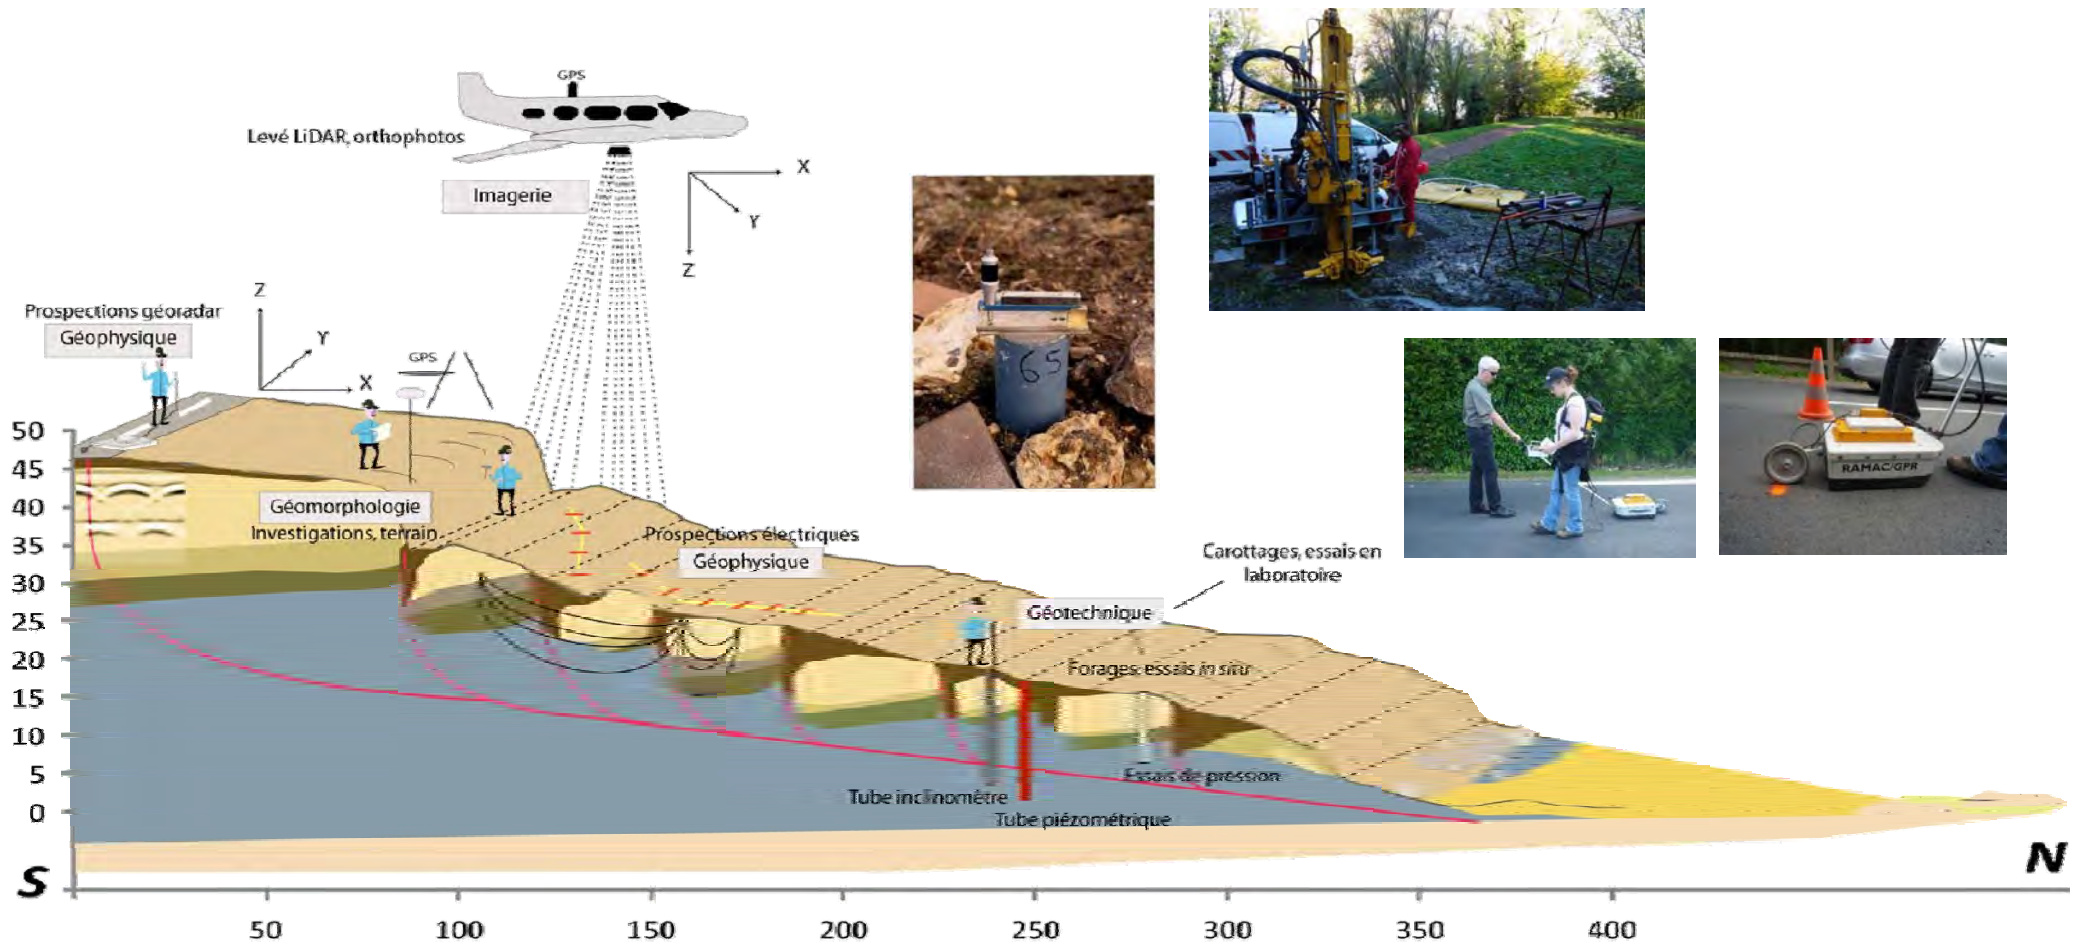 GPS
Levé LiDAR, orthophotos
Imagerie
X
Y
Z
Prospections géoradar
Géophysique
Z
Y
X
GPS
65
RAMAC/GPR
Géomorphologie
Investigations, terrain
Prospections électriques
Géophysique
Carottages, essais en
laboratoire
Géotechnique
Forages, essais in situ
Essais de pression
Tube inclinomètre
Tube piézométrique
50
45
40
35
30
25
20
15
10
5
0
S
N
50
100
150
200
250
300
350
400